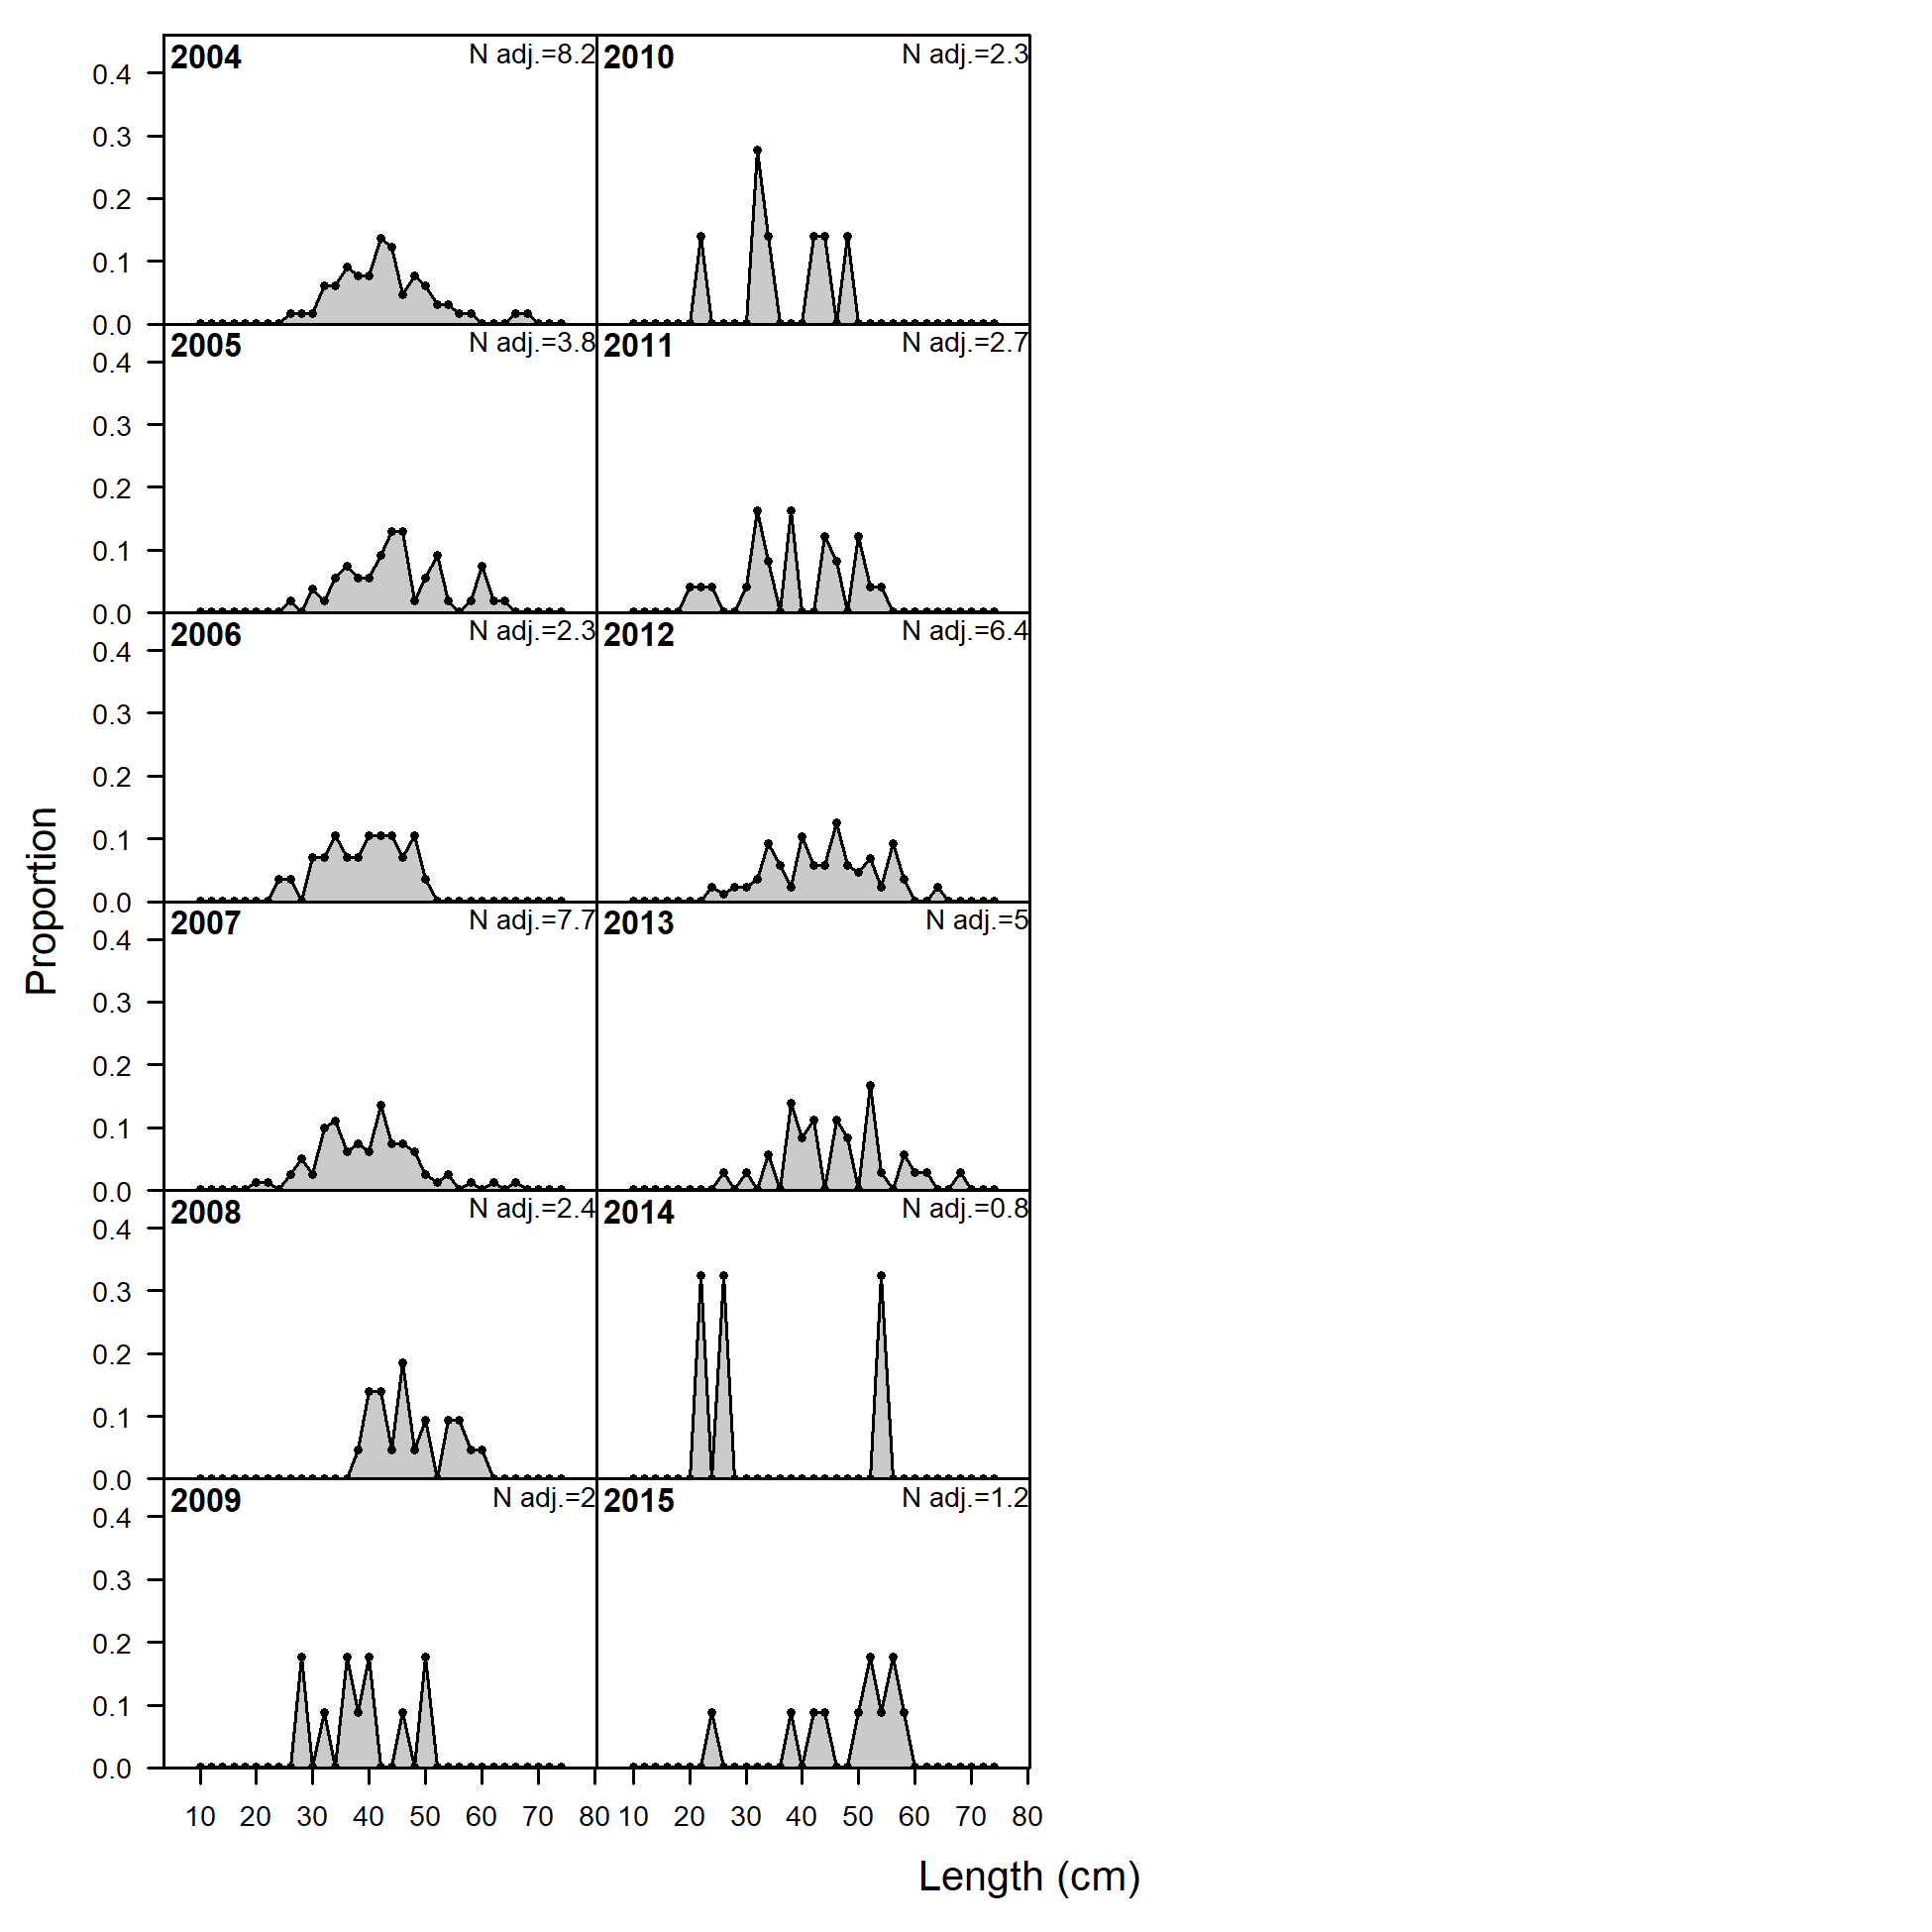 Proportion
2004 N adj.=8.2
0.4
0.3
0.2
0.1
0.0
2010 N adj.=2.3
2005 N adj.=3.8
0.4
0.3
0.2
0.1
0.0
2011 N adj.=2.7
2006 N adj.=2.3
0.4
0.3
0.2
0.1
0.0
2012 N adj.=6.4
2007 N adj.=7.7
0.4
0.3
0.2
0.1
0.0
2013 N adj.=5
2008 N adj.=2.4
0.4
0.3
0.2
0.1
0.0
2014 N adj.=0.8
2009 N adj.=2
0.4
0.3
0.2
0.1
0.0
2015 N adj.=1.2
10 20 30 40 50 60 70 80 10 20 30 40 50 60 70 80
Length (cm)